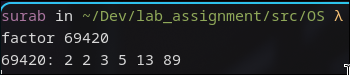 surab in ~/Dev/lab_assignment/src/OS λ
factor 69420
69420: 2 2 3 5 13 89